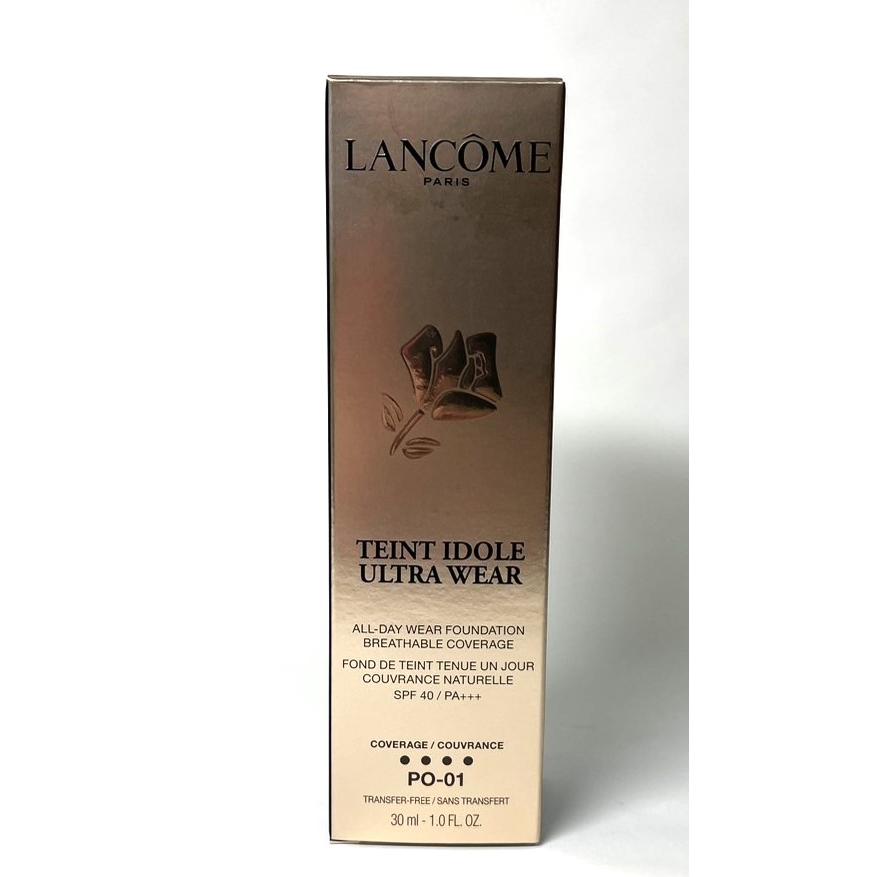 LANCÔME
PARIS
TEINT IDOLE
ULTRA WEAR
ALL-DAY WEAR FOUNDATION
BREATHABLE COVERAGE
FOND DE TEINT TENUE UN JOUR
COUVRANCE NATURELLE
SPF 40 / PA+++
COVERAGE / COUVRANCE
PO-01
TRANSFER-FREE / SANS TRANSFERT
30 ml - 1.0 FL. OZ.